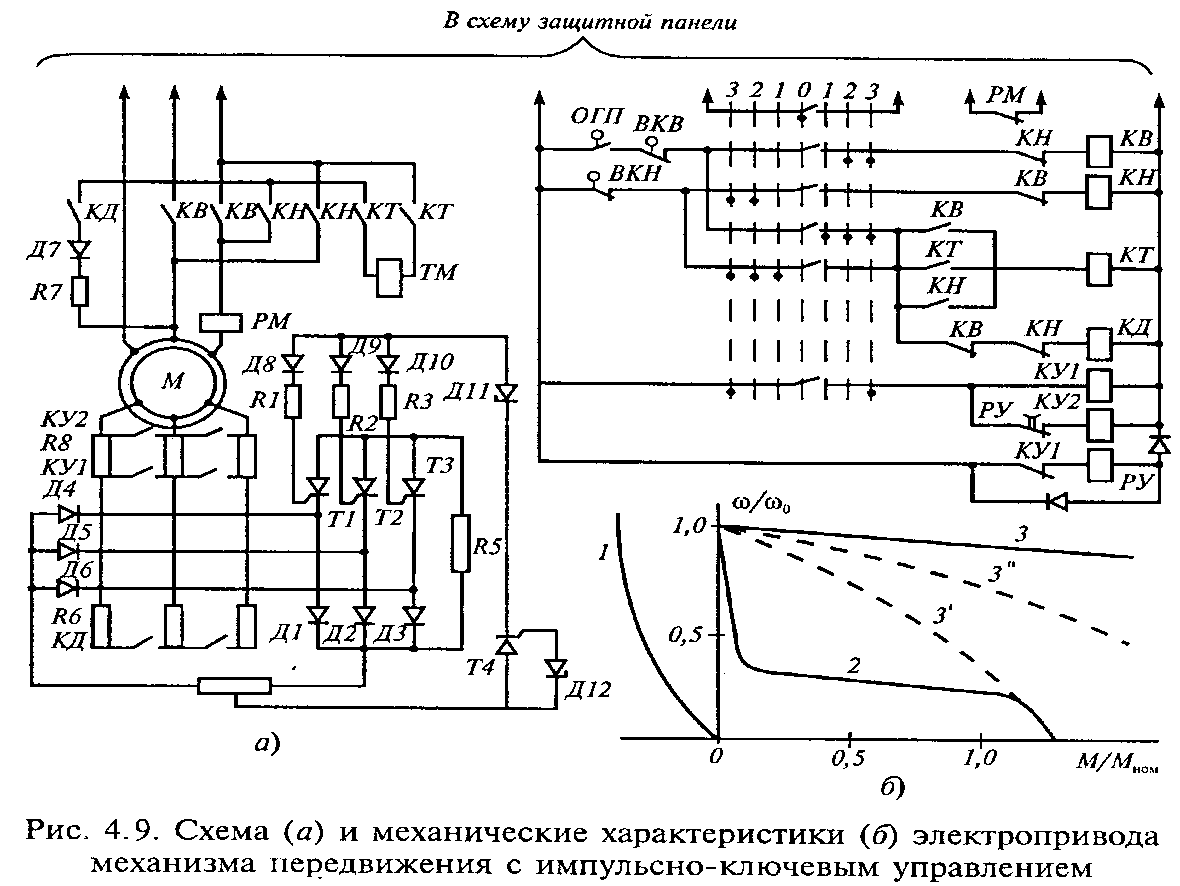 В схему защитной панели
3 2 1 0 1 2 3
РМ
ОГП
ВКВ
КН
КВ
ВКН
КВ
КН
КД
КВ
КВ
КН
КН
КТ
КТ
КВ
КТ
КТ
КН
Д7
ТМ
R7
РМ
КВ
КН
КД
Д8
Д9
Д10
Д11
М
R1
R2
R3
КУ1
КУ2
РУ
КУ2
R8
КУ1
КУ1
РУ
Т3
Д4
Т1
Т2
Д5
R5
Д6
R6
КД
Д1
Д2
Д3
Т4
Д12
а)
ω/ω₀
1,0
1
3
3"
3'
0,5
2
0
0,5
1,0
М/Мном
б)
Рис. 4.9. Схема (а) и механические характеристики (б) электропривода
механизма передвижения с импульсно-ключевым управлением